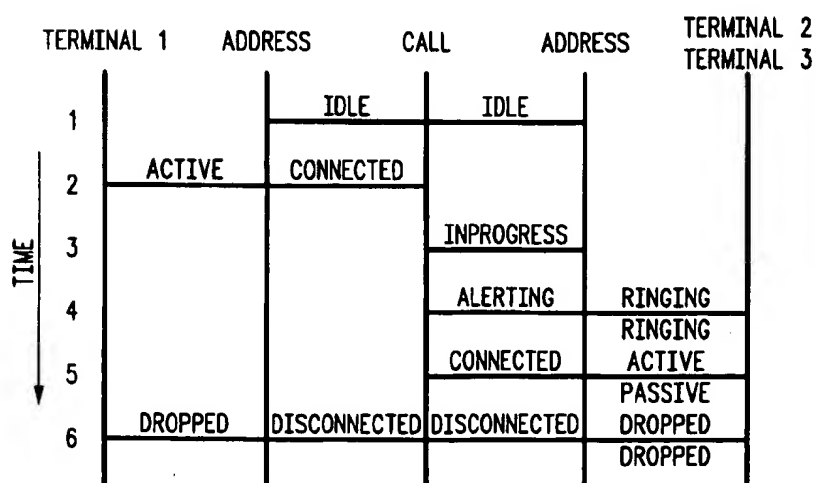 TERMINAL 1 ADDRESS CALL ADDRESS TERMINAL 2
TERMINAL 3
1 IDLE IDLE
2 ACTIVE CONNECTED
3 INPROGRESS
4 ALERTING RINGING
RINGING
5 CONNECTED ACTIVE
PASSIVE
6 DROPPED DISCONNECTED DISCONNECTED DROPPED
DROPPED
TIME